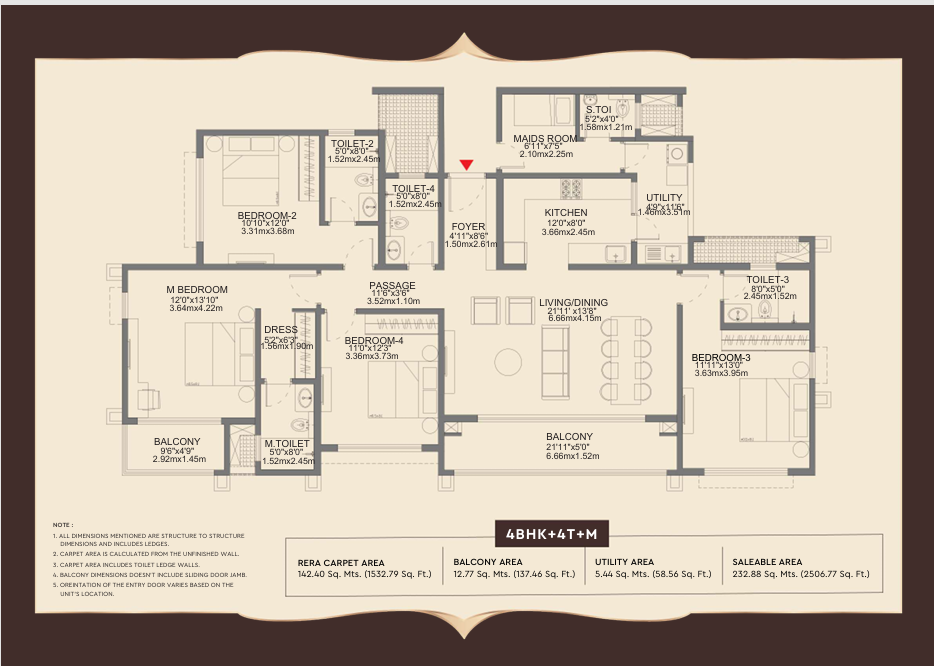 S.TOI
5'2"x4'0"
1.58mx1.21m
MAIDS ROOM
6'11"x7'5"
2.10mx2.25m
TOILET-2
5'0"x8'0"
1.52mx2.45m
TOILET-4
5'0"x8'0"
1.52mx2.45m
UTILITY
4'9"x11'6"
1.46mx3.51m
BEDROOM-2
10'10"x12'0"
3.31mx3.68m
KITCHEN
12'0"x8'0"
3.66mx2.45m
FOYER
4'11"x8'6"
1.50mx2.61m
TOILET-3
8'0"x5'0"
2.45mx1.52m
M BEDROOM
12'0"x13'10"
3.64mx4.22m
PASSAGE
11'6"x3'6"
3.52mx1.10m
LIVING/DINING
21'11' x13'8"
6.66mx4.15m
DRESS
5'2"x6'3"
1.56mx1.90m
BEDROOM-4
11'0"x12'3"
3.36mx3.73m
BEDROOM-3
11'11"x13'0"
3.63mx3.95m
BALCONY
9'6"x4'9"
2.92mx1.45m
M.TOILET
5'0"x8'0"
1.52mx2.45m
BALCONY
21'11"x5'0"
6.66mx1.52m
NOTE :
1. ALL DIMENSIONS MENTIONED ARE STRUCTURE TO STRUCTURE
DIMENSIONS AND INCLUDES LEDGES.
2. CARPET AREA IS CALCULATED FROM THE UNFINISHED WALL.
3. CARPET AREA INCLUDES TOILET LEDGE WALLS.
4. BALCONY DIMENSIONS DOESN'T INCLUDE SLIDING DOOR JAMB.
5. ORIENTATION OF THE ENTRY DOOR VARIES BASED ON THE
UNIT'S LOCATION.
4BHK+4T+M
RERA CARPET AREA
142.40 Sq. Mts. (1532.79 Sq. Ft.)
BALCONY AREA
12.77 Sq. Mts. (137.46 Sq. Ft.)
UTILITY AREA
5.44 Sq. Mts. (58.56 Sq. Ft.)
SALEABLE AREA
232.88 Sq. Mts. (2506.77 Sq. Ft.)